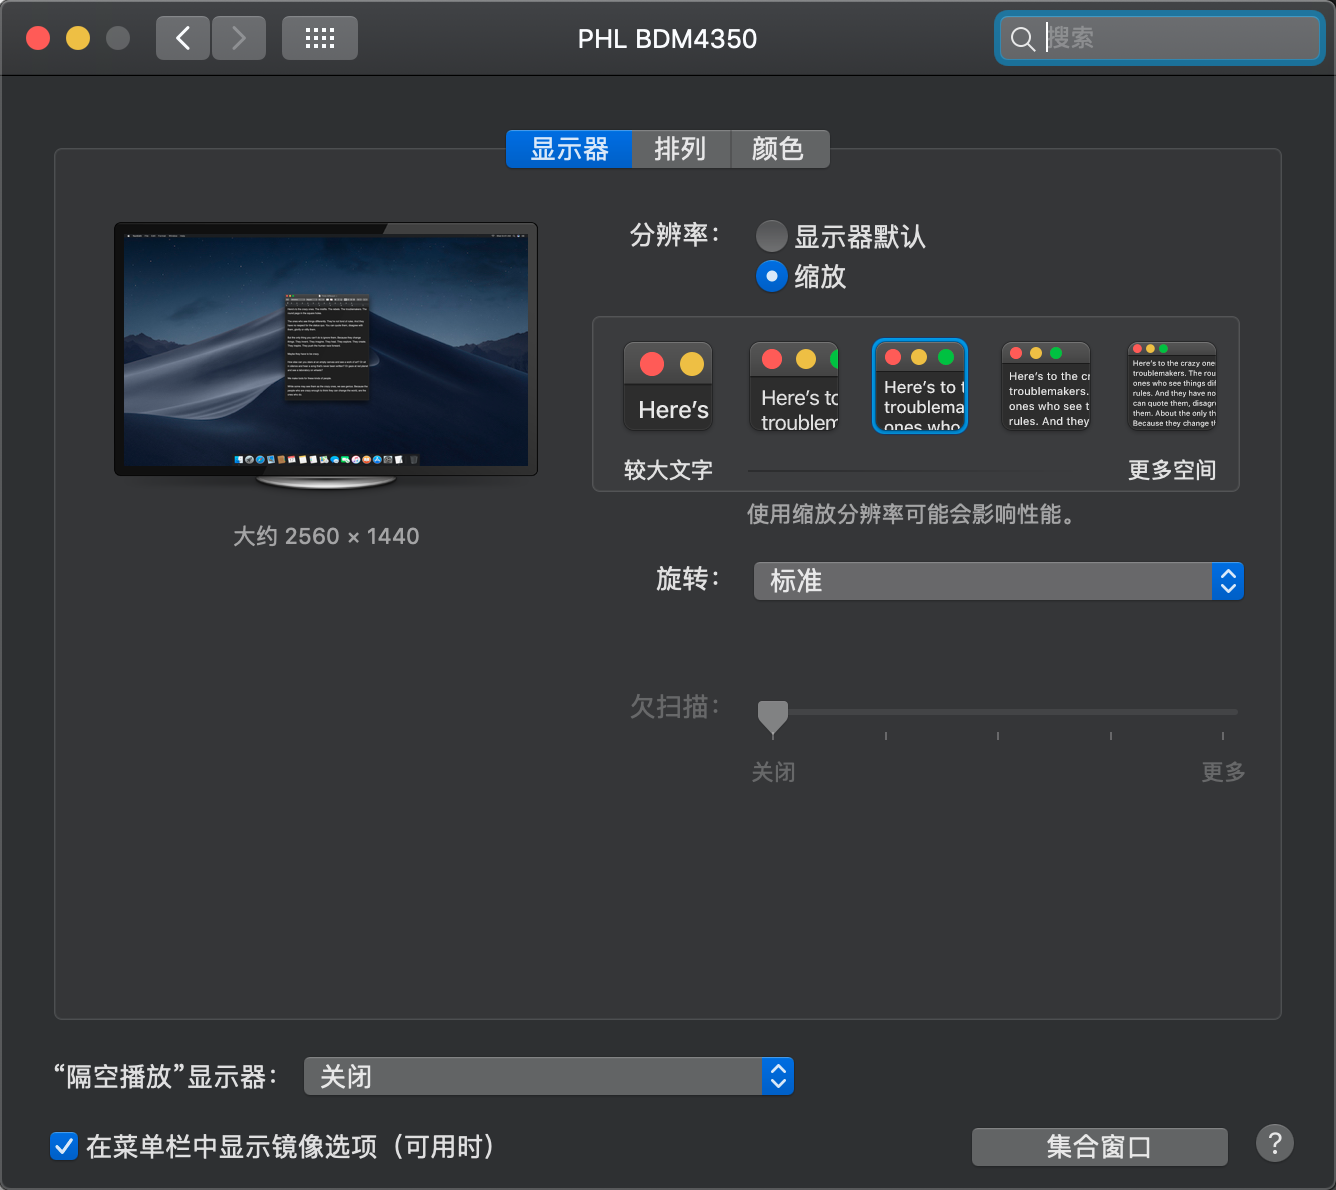 PHL BDM4350
搜索
显示器 排列 颜色
分辨率：
显示器默认
缩放
Here’s
Here’s to
troublem
Here’s to t
troublema
ones who
Here’s to the cr
troublemakers.
ones who see t
rules. And they
Here’s to the crazy one
troublemakers. The rou
ones who see things dif
rules. And they have no
can quote them, disagr
them. About the only th
Because they change t
较大文字
更多空间
使用缩放分辨率可能会影响性能。
大约 2560 × 1440
旋转：
标准
欠扫描：
关闭
更多
“隔空播放”显示器：
关闭
在菜单栏中显示镜像选项（可用时）
集合窗口
?